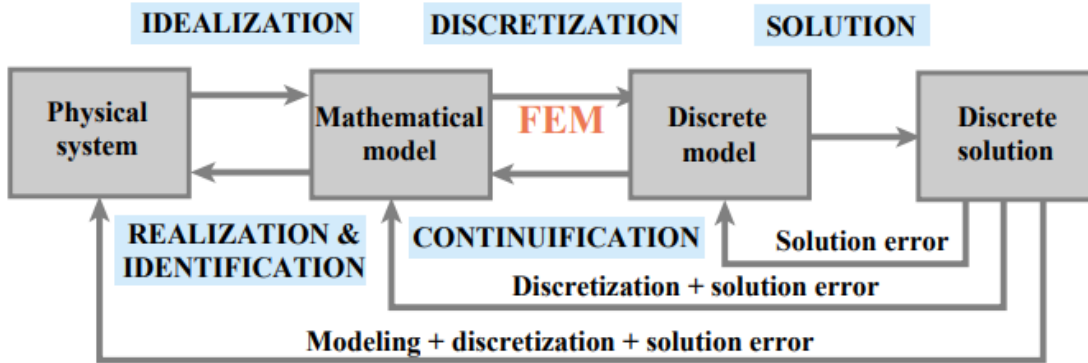 IDEALIZATION
DISCRETIZATION
SOLUTION
Physical
system
Mathematical
model
FEM
Discrete
model
Discrete
solution
REALIZATION &
IDENTIFICATION
CONTINUIFICATION
Solution error
Discretization + solution error
Modeling + discretization + solution error